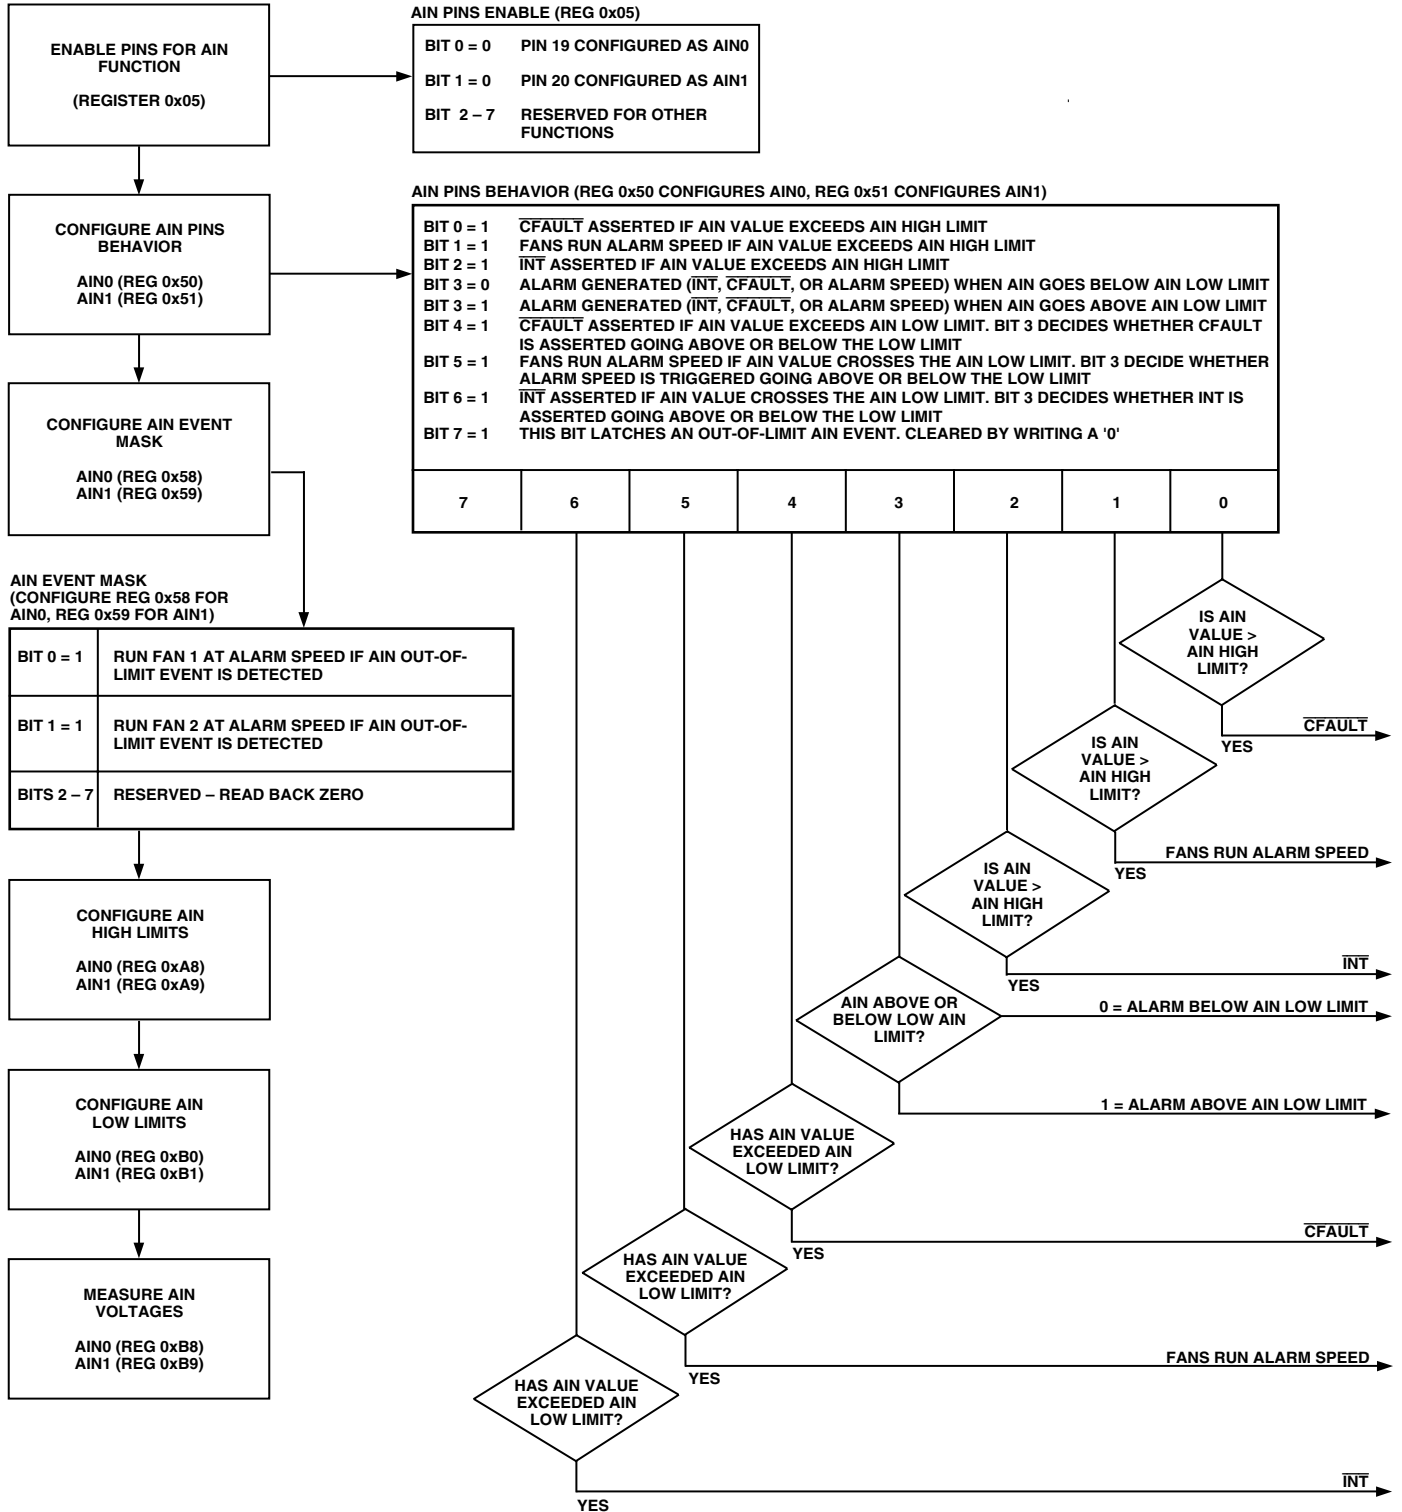 ENABLE PINS FOR AIN
FUNCTION
(REGISTER 0x05)
AIN PINS ENABLE (REG 0x05)
BIT 0 = 0 PIN 19 CONFIGURED AS AIN0
BIT 1 = 0 PIN 20 CONFIGURED AS AIN1
BIT 2 – 7 RESERVED FOR OTHER
FUNCTIONS
CONFIGURE AIN PINS
BEHAVIOR
AIN0 (REG 0x50)
AIN1 (REG 0x51)
AIN PINS BEHAVIOR (REG 0x50 CONFIGURES AIN0, REG 0x51 CONFIGURES AIN1)
BIT 0 = 1 CFAULT ASSERTED IF AIN VALUE EXCEEDS AIN HIGH LIMIT
BIT 1 = 1 FANS RUN ALARM SPEED IF AIN VALUE EXCEEDS AIN HIGH LIMIT
BIT 2 = 1 INT ASSERTED IF AIN VALUE EXCEEDS AIN HIGH LIMIT
BIT 3 = 0 ALARM GENERATED (INT, CFAULT, OR ALARM SPEED) WHEN AIN GOES BELOW AIN LOW LIMIT
BIT 3 = 1 ALARM GENERATED (INT, CFAULT, OR ALARM SPEED) WHEN AIN GOES ABOVE AIN LOW LIMIT
BIT 4 = 1 CFAULT ASSERTED IF AIN VALUE EXCEEDS AIN LOW LIMIT. BIT 3 DECIDES WHETHER CFAULT
IS ASSERTED GOING ABOVE OR BELOW THE LOW LIMIT
BIT 5 = 1 FANS RUN ALARM SPEED IF AIN VALUE CROSSES THE AIN LOW LIMIT. BIT 3 DECIDE WHETHER
ALARM SPEED IS TRIGGERED GOING ABOVE OR BELOW THE LOW LIMIT
BIT 6 = 1 INT ASSERTED IF AIN VALUE CROSSES THE AIN LOW LIMIT. BIT 3 DECIDES WHETHER INT IS
ASSERTED GOING ABOVE OR BELOW THE LOW LIMIT
BIT 7 = 1 THIS BIT LATCHES AN OUT-OF-LIMIT AIN EVENT. CLEARED BY WRITING A '0'
7 6 5 4 3 2 1 0
CONFIGURE AIN EVENT
MASK
AIN0 (REG 0x58)
AIN1 (REG 0x59)
AIN EVENT MASK
(CONFIGURE REG 0x58 FOR
AIN0, REG 0x59 FOR AIN1)
BIT 0 = 1 RUN FAN 1 AT ALARM SPEED IF AIN OUT-OF-
LIMIT EVENT IS DETECTED
BIT 1 = 1 RUN FAN 2 AT ALARM SPEED IF AIN OUT-OF-
LIMIT EVENT IS DETECTED
BITS 2 – 7 RESERVED – READ BACK ZERO
CONFIGURE AIN
HIGH LIMITS
AIN0 (REG 0xA8)
AIN1 (REG 0xA9)
CONFIGURE AIN
LOW LIMITS
AIN0 (REG 0xB0)
AIN1 (REG 0xB1)
MEASURE AIN
VOLTAGES
AIN0 (REG 0xB8)
AIN1 (REG 0xB9)
IS AIN
VALUE >
AIN HIGH
LIMIT?
YES
CFAULT
IS AIN
VALUE >
AIN HIGH
LIMIT?
YES
FANS RUN ALARM SPEED
IS AIN
VALUE >
AIN HIGH
LIMIT?
YES
INT
AIN ABOVE OR
BELOW LOW AIN
LIMIT?
0 = ALARM BELOW AIN LOW LIMIT
1 = ALARM ABOVE AIN LOW LIMIT
HAS AIN VALUE
EXCEEDED AIN
LOW LIMIT?
YES
CFAULT
HAS AIN VALUE
EXCEEDED AIN
LOW LIMIT?
YES
FANS RUN ALARM SPEED
HAS AIN VALUE
EXCEEDED AIN
LOW LIMIT?
YES
INT